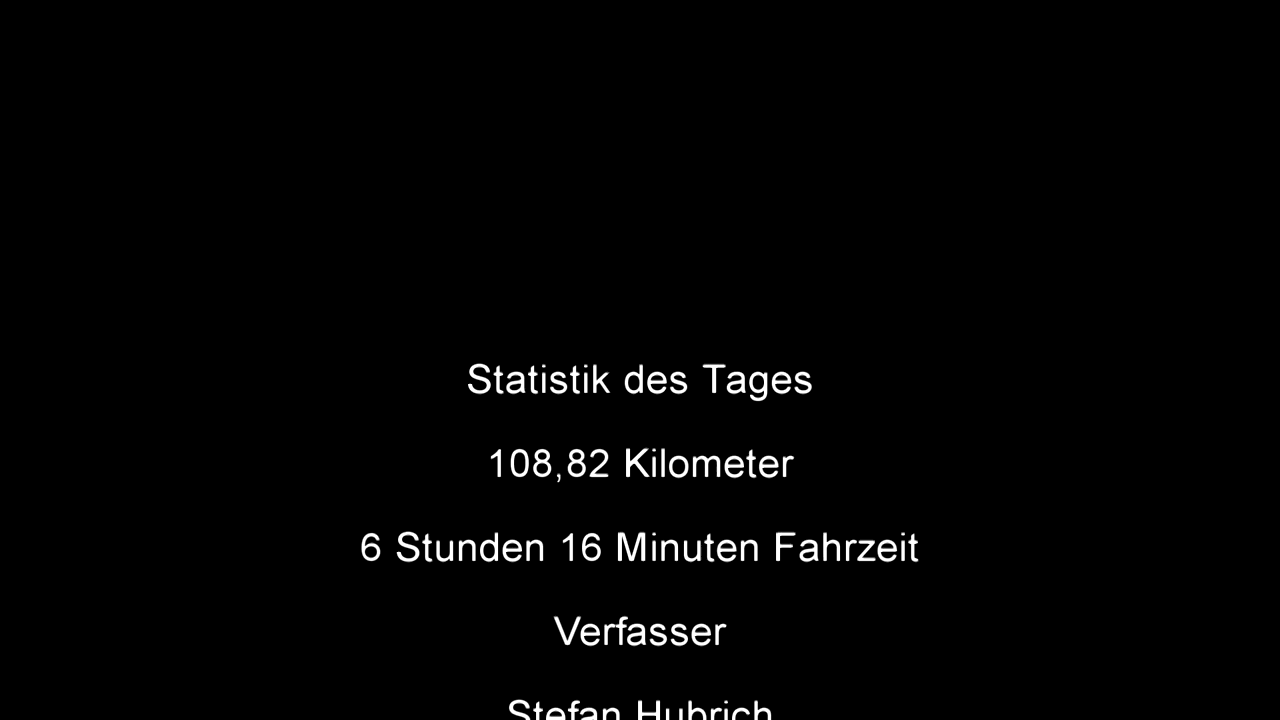 Statistik des Tages
108,82 Kilometer
6 Stunden 16 Minuten Fahrzeit
Verfasser
Stefan Hubrich